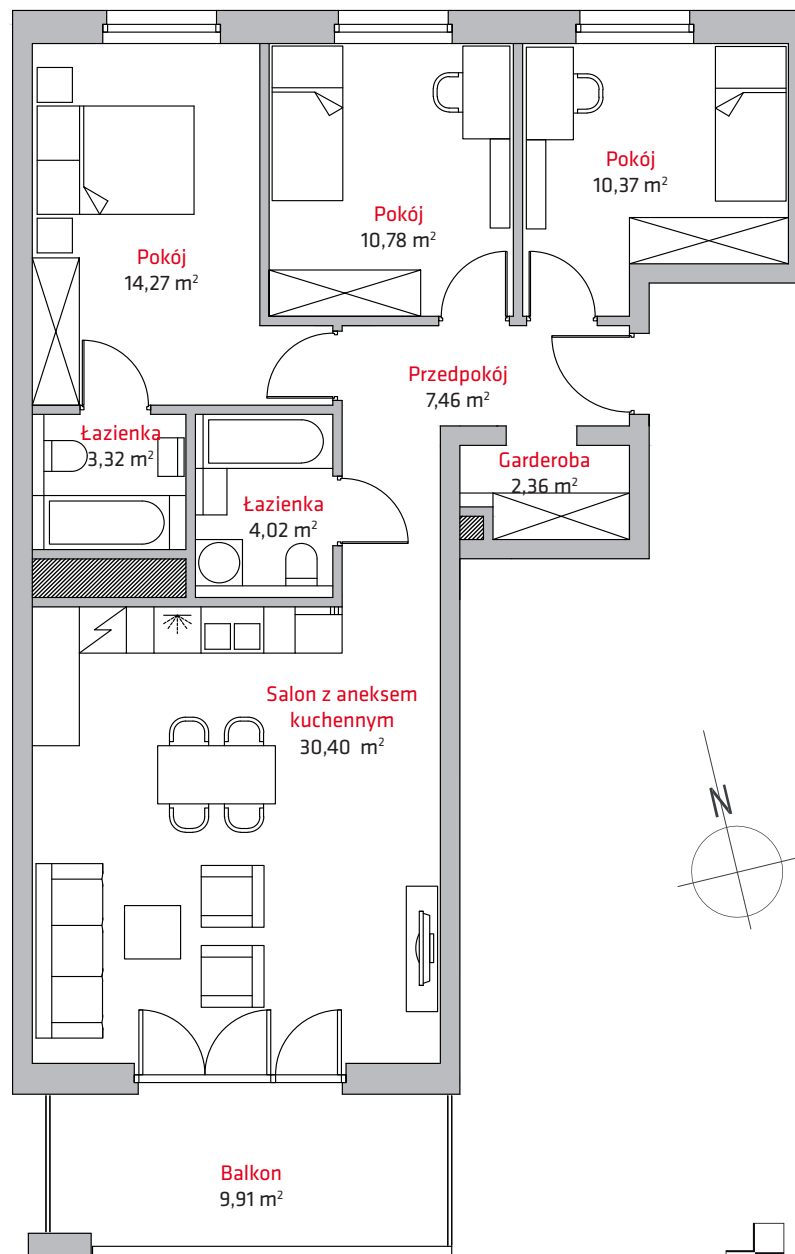 Pokój
10,37 m²
Pokój
10,78 m²
Pokój
14,27 m²
Przedpokój
7,46 m²
Łazienka
3,32 m²
Garderoba
2,36 m²
Łazienka
4,02 m²
Salon z aneksem
kuchennym
30,40 m²
N
Balkon
9,91 m²